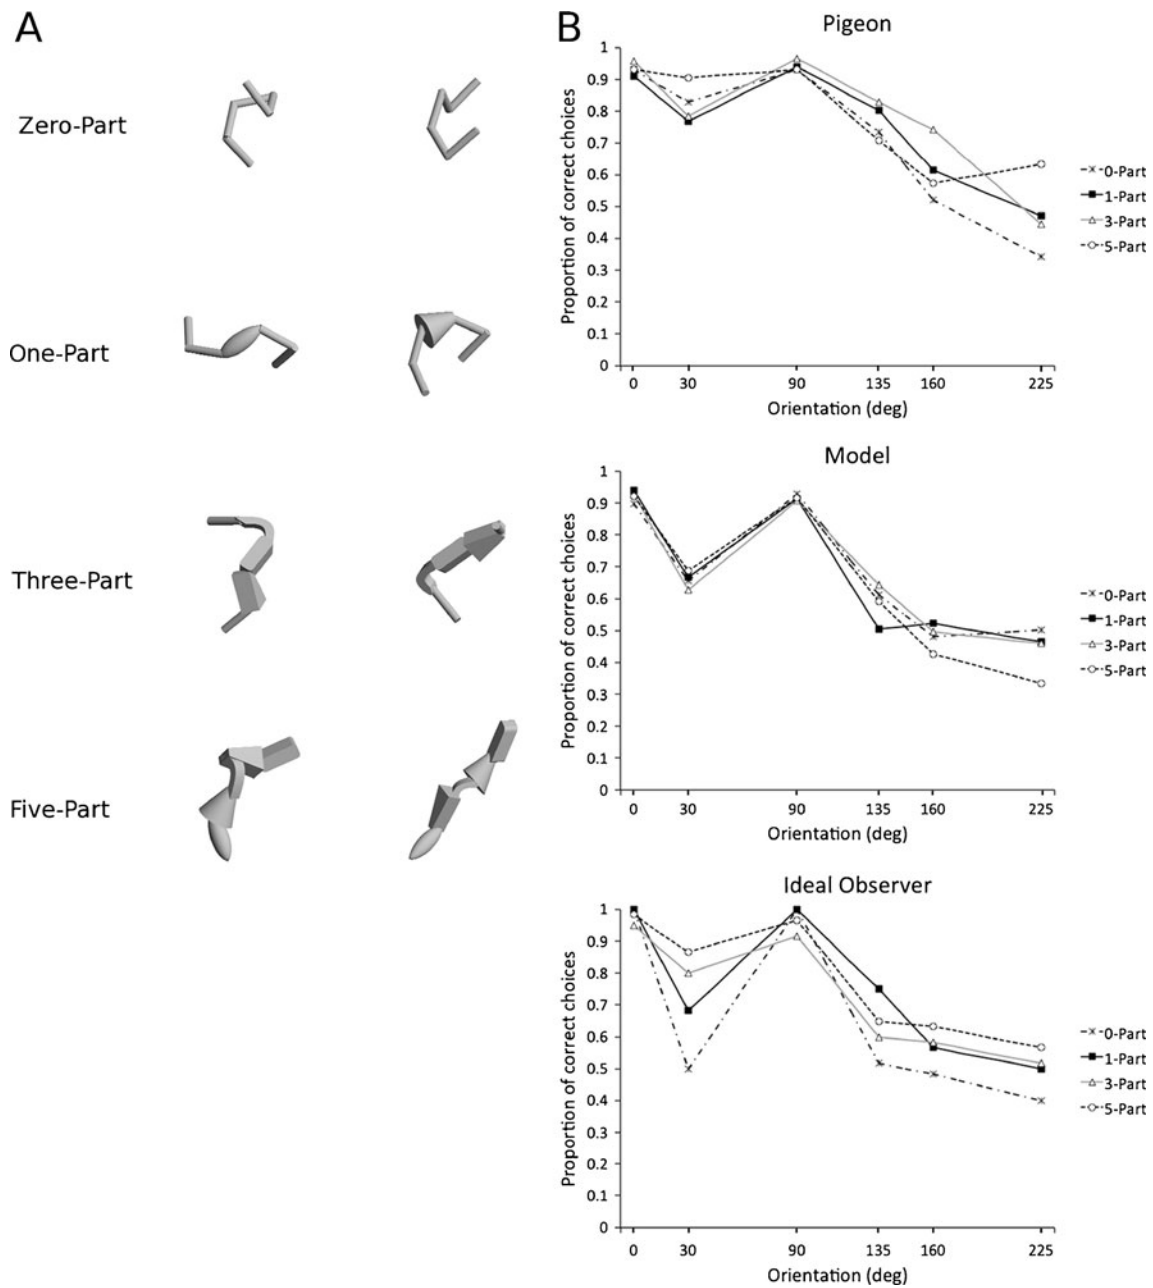 A
Zero-Part
One-Part
Three-Part
Five-Part
B
Pigeon
Proportion of correct choices
1
0.9
0.8
0.7
0.6
0.5
0.4
0.3
0.2
0.1
0
0 30 90 135 160 225
Orientation (deg)
0-Part
1-Part
3-Part
5-Part
Model
Proportion of correct choices
1
0.9
0.8
0.7
0.6
0.5
0.4
0.3
0.2
0.1
0
0 30 90 135 160 225
Orientation (deg)
0-Part
1-Part
3-Part
5-Part
Ideal Observer
Proportion of correct choices
1
0.9
0.8
0.7
0.6
0.5
0.4
0.3
0.2
0.1
0
0 30 90 135 160 225
Orientation (deg)
0-Part
1-Part
3-Part
5-Part